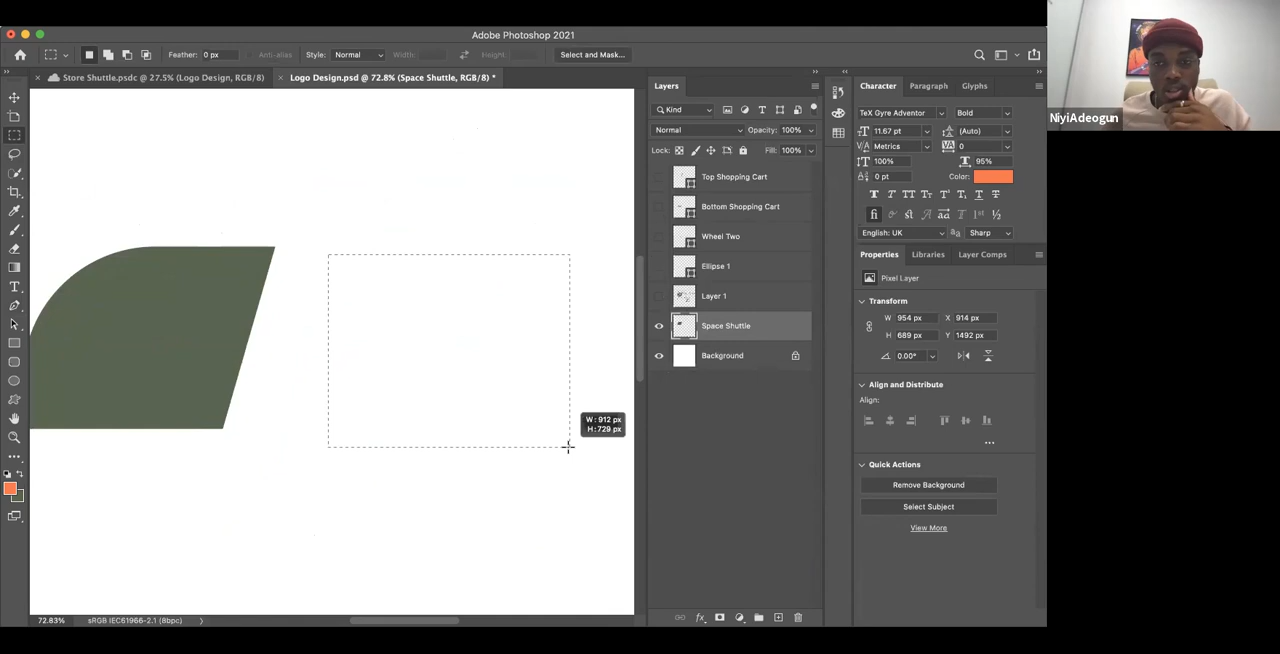 Adobe Photoshop 2021
Feather: 0 px
Anti-alias
Style: Normal
Width:
Height:
Select and Mask...
Store Shuttle.psdc @ 27.5% (Logo Design, RGB/8)
Logo Design.psd @ 72.8% (Space Shuttle, RGB/8) *
NiyiAdeogun
Layers
Kind
Normal
Opacity: 100%
Lock:
Fill: 100%
Top Shopping Cart
Bottom Shopping Cart
Wheel Two
Ellipse 1
Layer 1
Space Shuttle
Background
W: 912 px
H: 729 px
Character
Paragraph
Glyphs
TeX Gyre Adventor
Bold
11.67 pt
(Auto)
Metrics
0
100%
95%
0 pt
Color:
English: UK
Sharp
Properties
Libraries
Layer Comps
Pixel Layer
Transform
W 954 px
X 914 px
H 689 px
Y 1492 px
0.00°
Align and Distribute
Align:
Quick Actions
Remove Background
Select Subject
View More
72.83%
sRGB IEC61966-2.1 (8bpc)